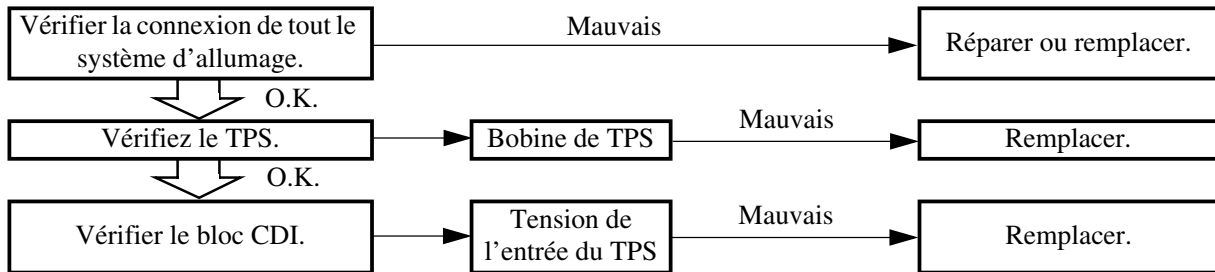 Vérifier la connexion de tout le
système d'allumage.
Mauvais
Réparer ou remplacer.
O.K.
Vérifiez le TPS.
Bobine de TPS
Mauvais
Remplacer.
O.K.
Vérifier le bloc CDI.
Tension de
l'entrée du TPS
Mauvais
Remplacer.